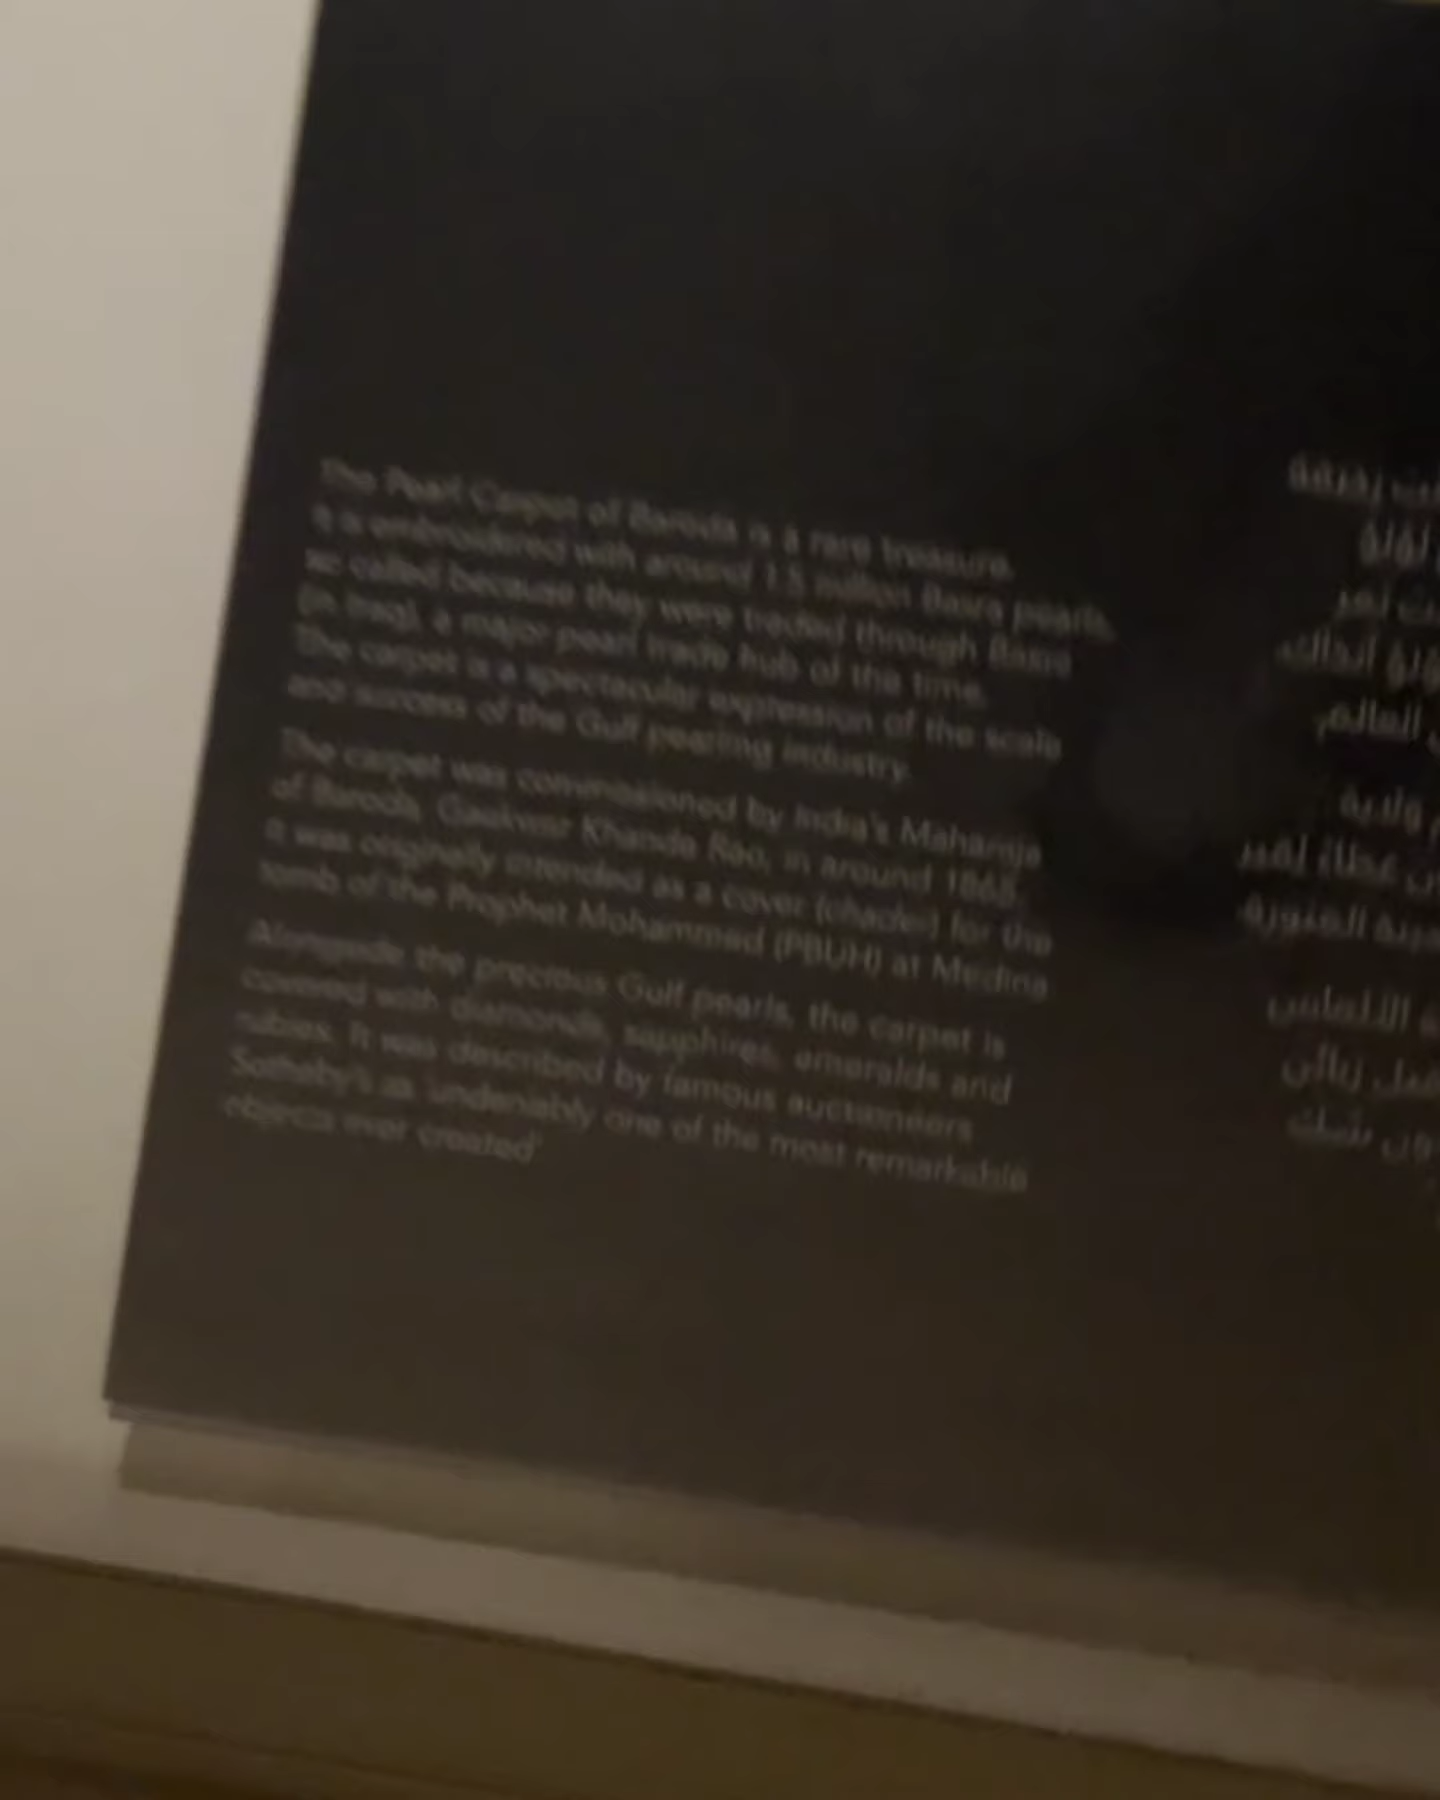 The Pearl Carpet of Baroda is a rare treasure.
It is embroidered with around 1.5 million Basra pearls,
so called because they were traded through Basra
(in Iraq), a major pearl trade hub of the time.
The carpet is a spectacular expression of the scale
and success of the Gulf pearling industry.
The carpet was commissioned by India's Maharaja
of Baroda, Gaekwar Khande Rao, in around 1865.
It was originally intended as a cover (chader) for the
tomb of the Prophet Mohammed (PBUH) at Medina
Alongside the precious Gulf pearls, the carpet is
covered with diamonds, sapphires, emeralds and
rubies. It was described by famous auctioneers
Sotheby's as 'undeniably one of the most remarkable
objects ever created'
لؤلؤ
العالم
المنورة